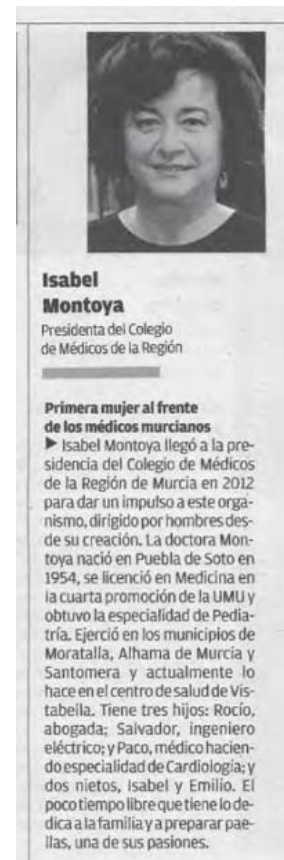 Isabel
Montoya
Presidenta del Colegio
de Médicos de la Región
Primera mujer al frente
de los médicos murcianos
▶ Isabel Montoya llegó a la pre-
sidencia del Colegio de Médicos
de la Región de Murcia en 2012
para dar un impulso a este orga-
nismo, dirigido por hombres des-
de su creación. La doctora Mon-
toya nació en Puebla de Soto en
1954, se licenció en Medicina en
la cuarta promoción de la UMU y
obtuvo la especialidad de Pedia-
tría. Ejerció en los municipios de
Moratalla, Alhama de Murcia y
Santomera y actualmente lo
hace en el centro de salud de Vis-
tabella. Tiene tres hijos: Rocío,
abogada; Salvador, ingeniero
eléctrico; y Paco, médico hacien-
do especialidad de Cardiología; y
dos nietos, Isabel y Emilio. El
poco tiempo libre que tiene lo de-
dica a la familia y a preparar pae-
llas, una de sus pasiones.